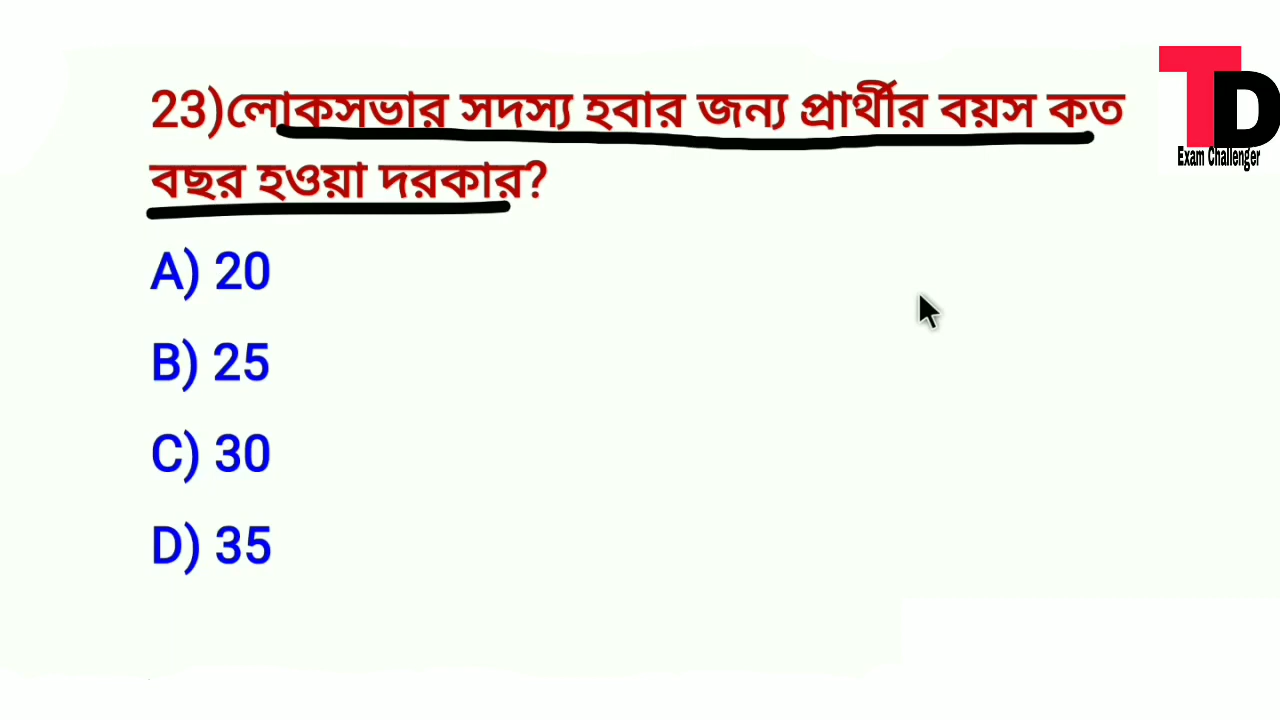 23)লোকসভার সদস্য হবার জন্য প্রার্থীর বয়স কত
বছর হওয়া দরকার?
A) 20
B) 25
C) 30
D) 35
TD
Exam Challenger